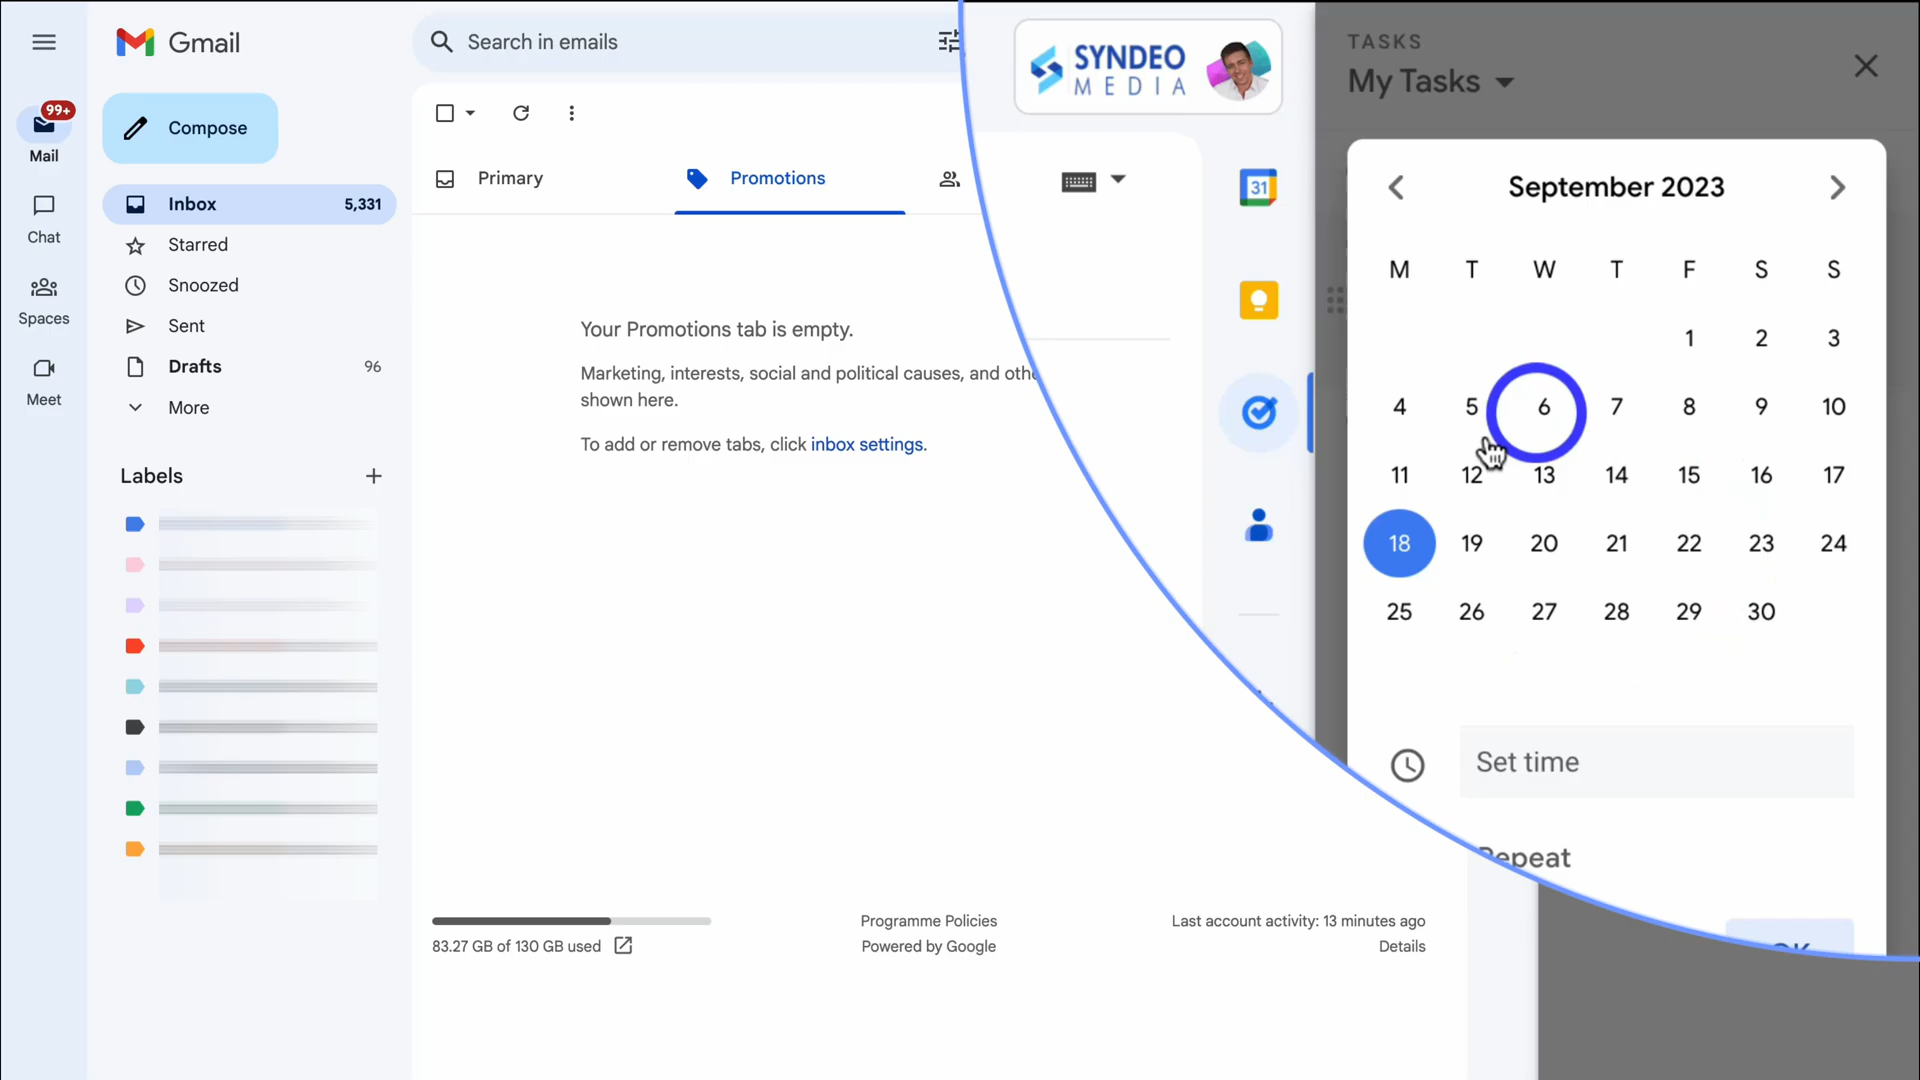 Gmail
Search in emails
SYNDEO
MEDIA
TASKS
My Tasks
99+
Mail
Compose
Primary
Promotions
31
September 2023
Inbox 5,331
Chat
Starred
Snoozed
Spaces
Sent
Drafts 96
Meet
More
Labels
M T W T F S S
1 2 3
4 5 6 7 8 9 10
11 12 13 14 15 16 17
18 19 20 21 22 23 24
25 26 27 28 29 30
Your Promotions tab is empty.
Marketing, interests, social and political causes, and
shown here.
To add or remove tabs, click inbox settings.
Set time
Repeat
OK
83.27 GB of 130 GB used
Programme Policies
Powered by Google
Last account activity: 13 minutes ago
Details